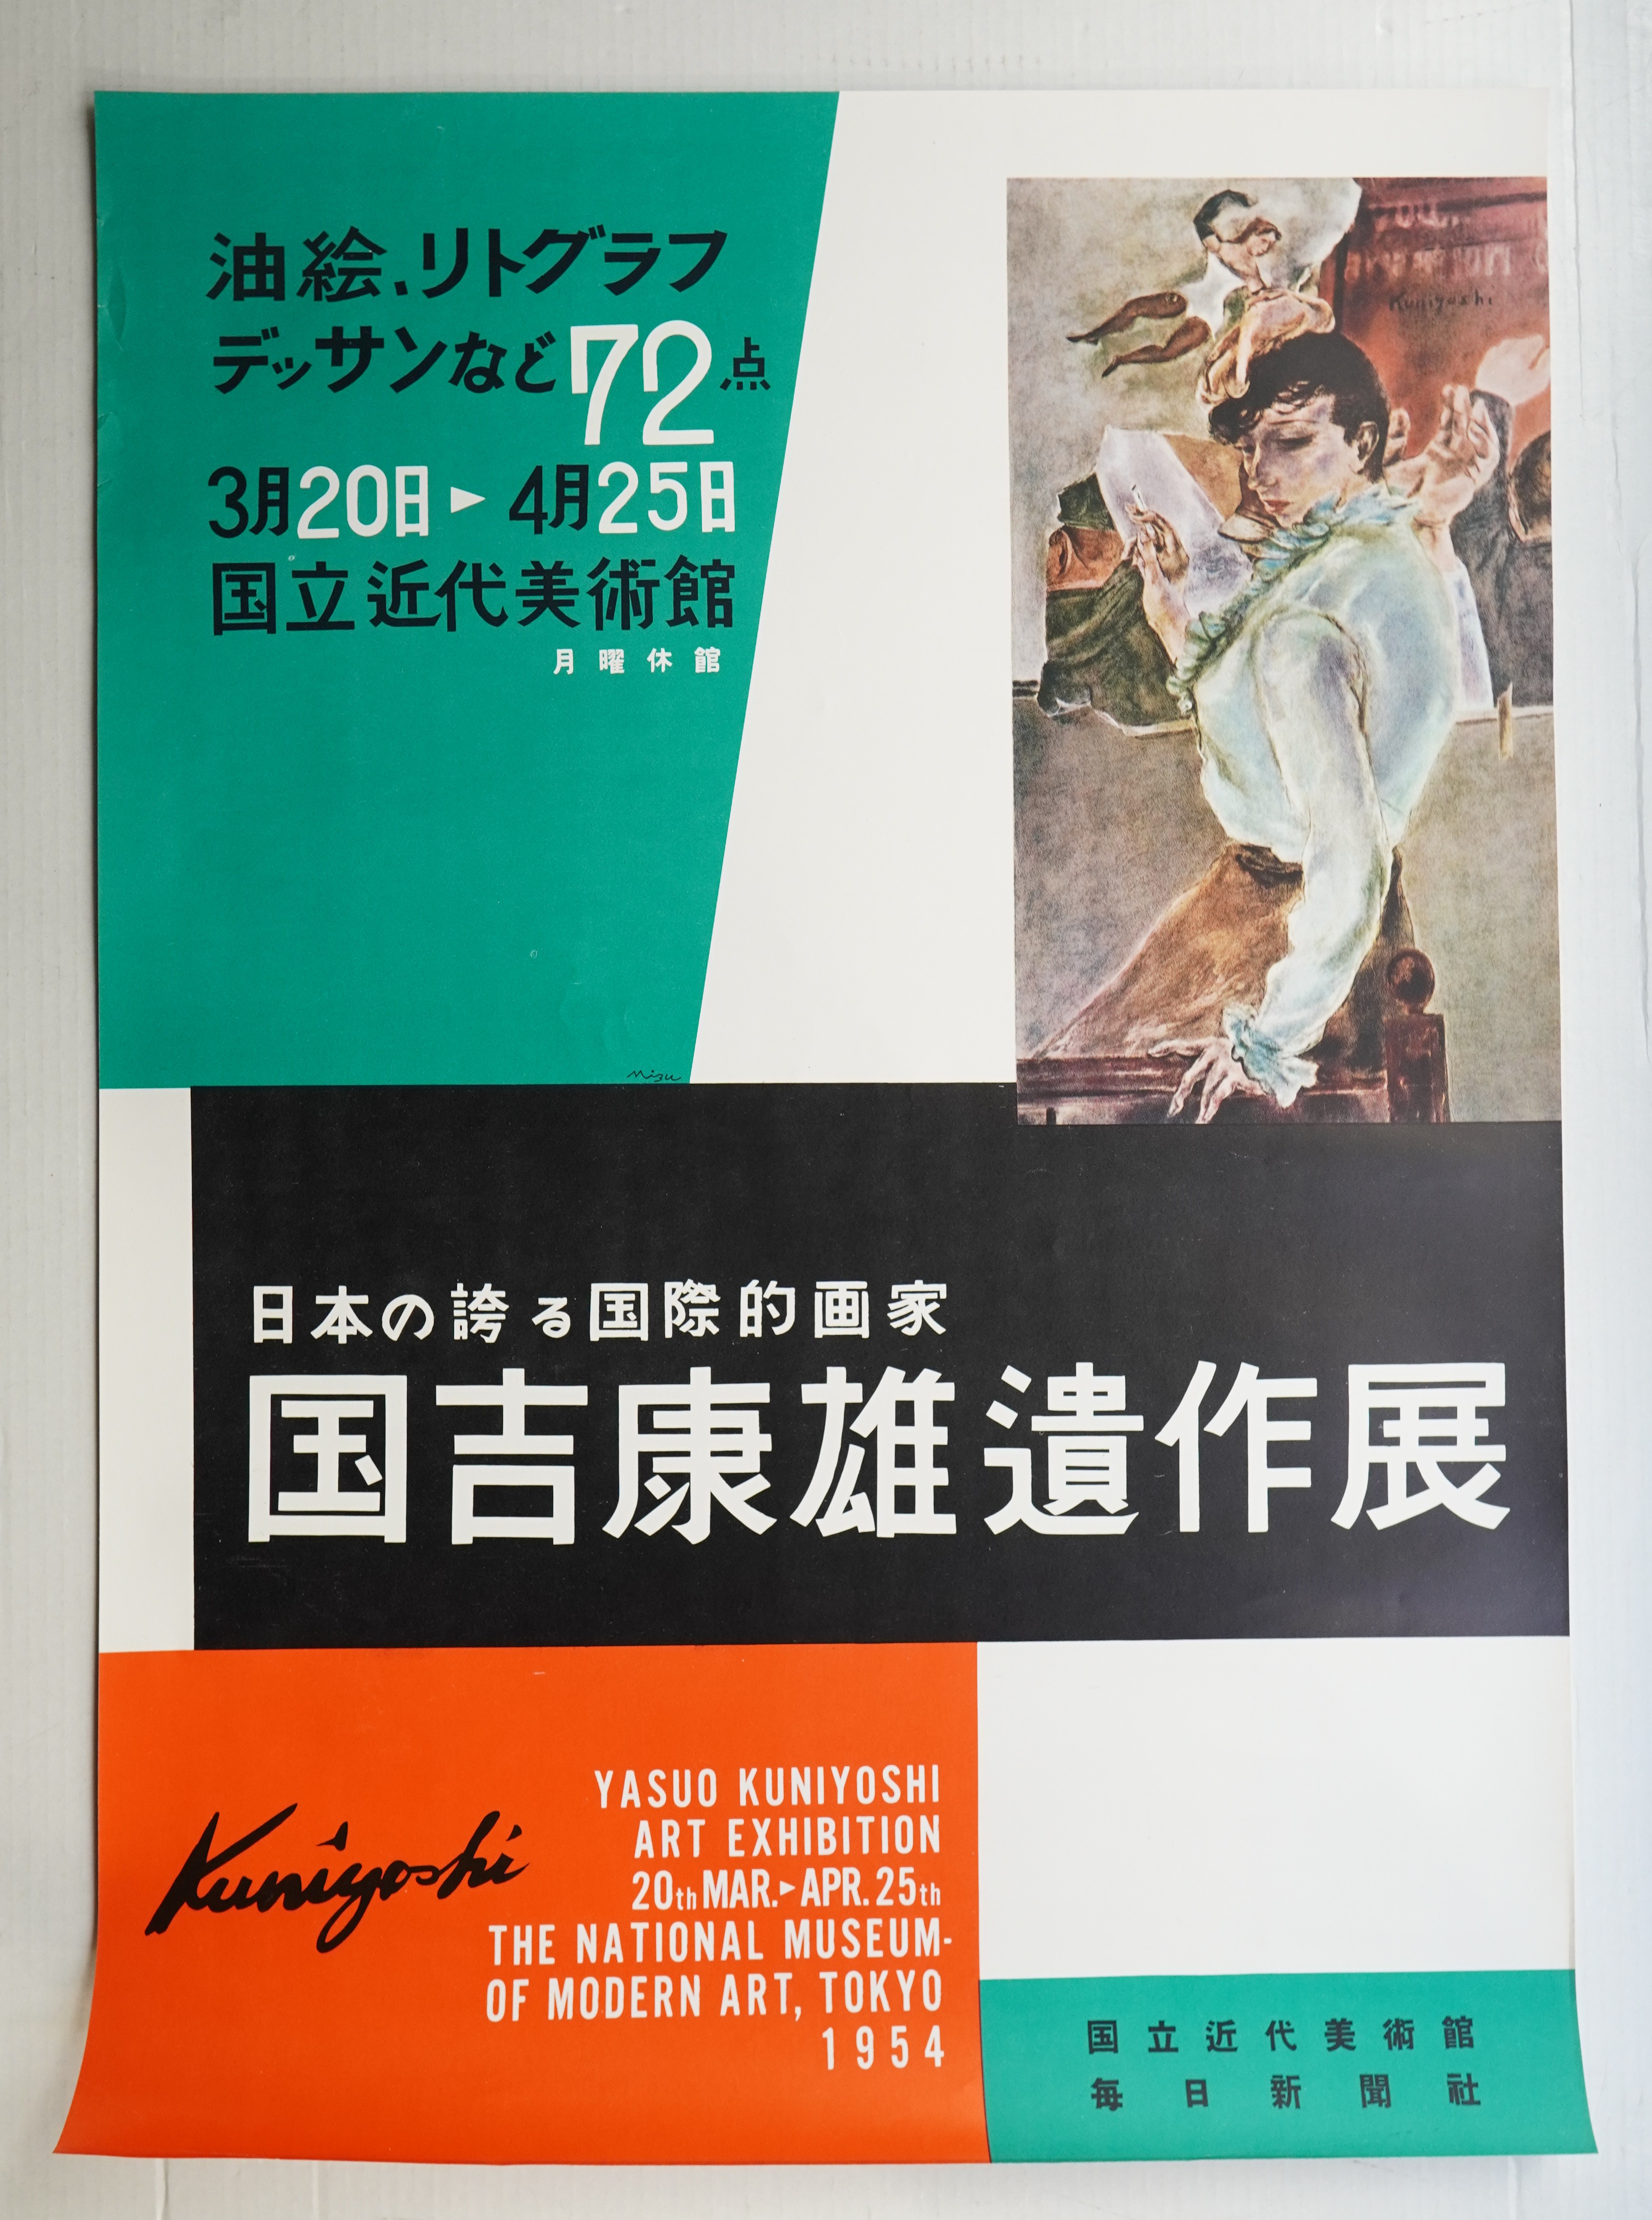 油絵、リトグラフ
デッサンなど72点
3月20日▶4月25日
国立近代美術館
月曜休館
Kuniyoshi
Mizu
日本の誇る国際的画家
国吉康雄遺作展
Kuniyoshi
YASUO KUNIYOSHI
ART EXHIBITION
20th MAR.▶APR. 25th
THE NATIONAL MUSEUM-
OF MODERN ART, TOKYO
1954
国立近代美術館
毎日新聞社